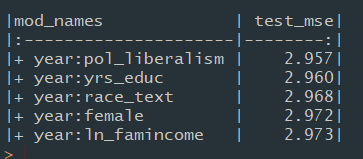 |mod_names            | test_mse|
|:--------------------|--------:|
|+ year:pol_liberalism |    2.957|
|+ year:yrs_educ       |    2.960|
|+ year:race_text      |    2.968|
|+ year:female         |    2.972|
|+ year:ln_famincome   |    2.973|
>